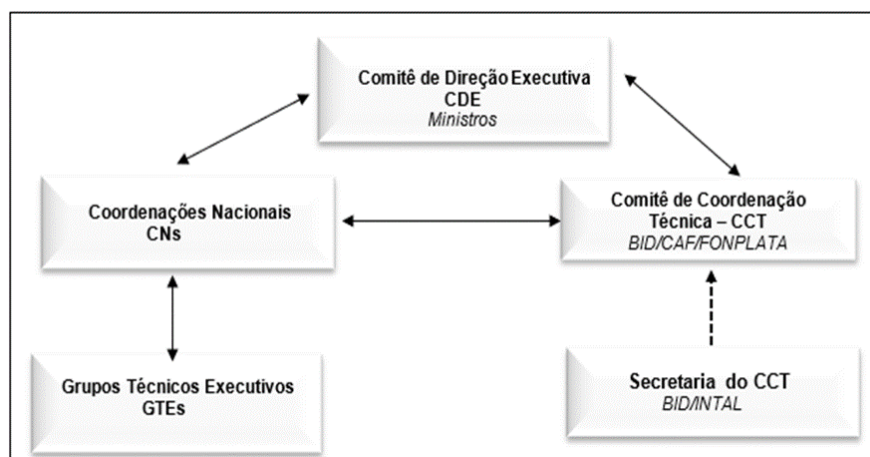 Comitê de Direção Executiva
CDE
Ministros
Coordenações Nacionais
CNs
Comitê de Coordenação
Técnica – CCT
BID/CAF/FONPLATA
Grupos Técnicos Executivos
GTEs
Secretaria do CCT
BID/INTAL